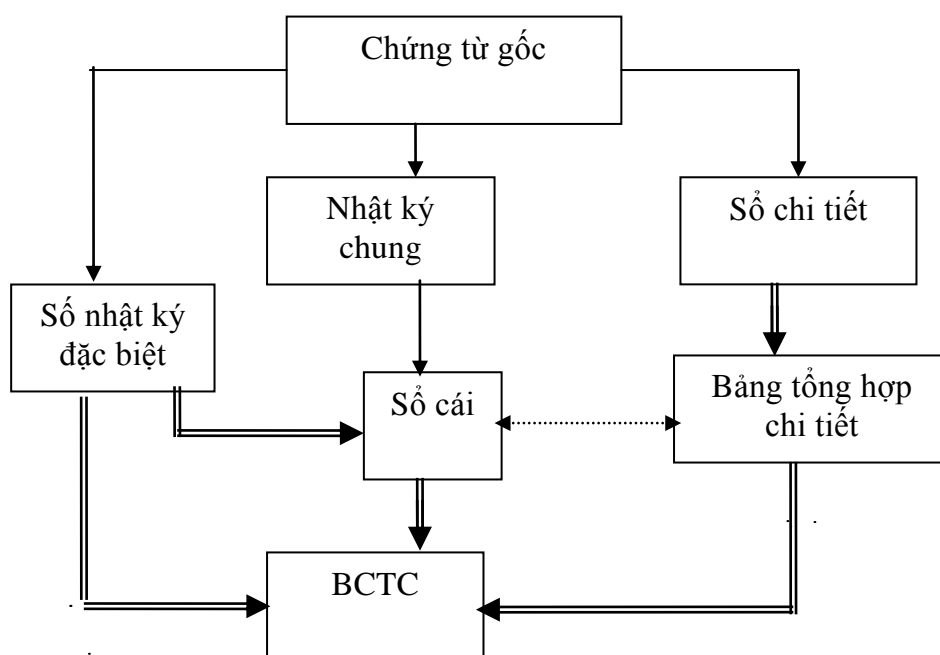 Chứng từ gốc
Nhật ký
chung
Sổ chi tiết
Số nhật ký
đặc biệt
Sổ cái
Bảng tổng hợp
chi tiết
BCTC